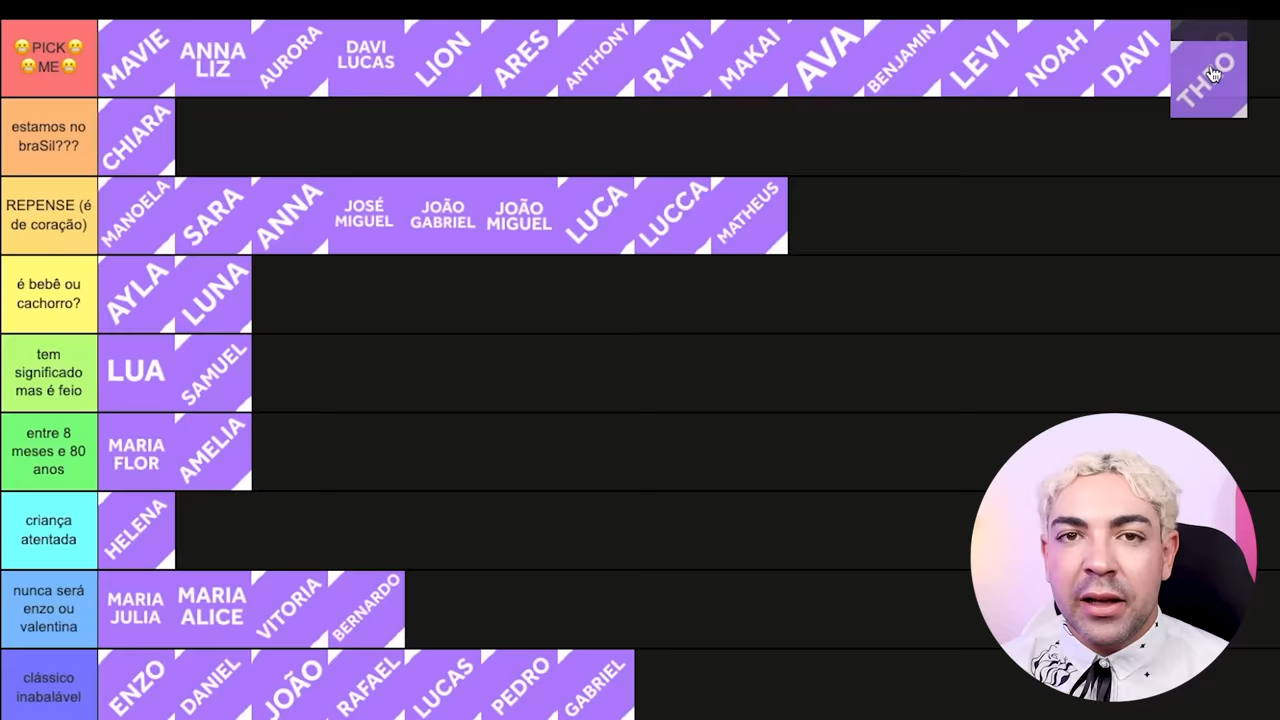 😬PICK😬
😬ME😬
MAVIE
ANNA
LIZ
AURORA
DAVI
LUCAS
LION
ARES
ANTHONY
RAVI
MAKAI
AVA
BENJAMIN
LEVI
NOAH
DAVI
THEO
estamos no
braSil???
CHIARA
REPENSE (é
de coração)
MANOELA
SARA
ANNA
JOSÉ
MIGUEL
JOÃO
GABRIEL
JOÃO
MIGUEL
LUCA
LUCCA
MATHEUS
é bebê ou
cachorro?
AYLA
LUNA
tem
significado
mas é feio
LUA
SAMUEL
entre 8
meses e 80
anos
MARIA
FLOR
AMELIA
criança
atentada
HELENA
nunca será
enzo ou
valentina
MARIA
JULIA
MARIA
ALICE
VITORIA
BERNARDO
clássico
inabalável
ENZO
DANIEL
JOÃO
RAFAEL
LUCAS
PEDRO
GABRIEL